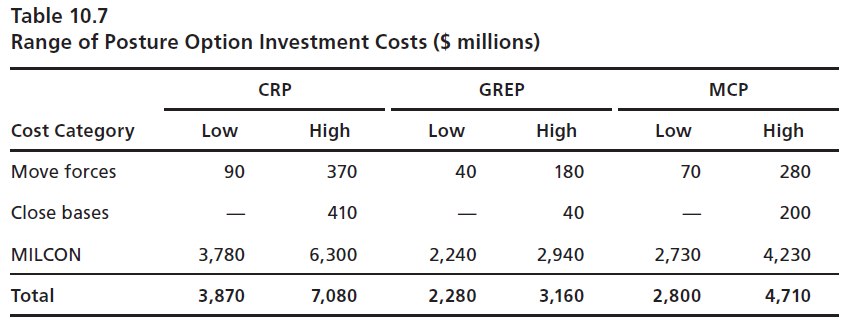 Table 10.7
Range of Posture Option Investment Costs ($ millions)
CRP GREP MCP
Cost Category Low High Low High Low High
Move forces 90 370 40 180 70 280
Close bases — 410 — 40 — 200
MILCON 3,780 6,300 2,240 2,940 2,730 4,230
Total 3,870 7,080 2,280 3,160 2,800 4,710